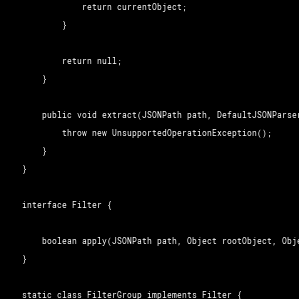 return currentObject;
}
return null;
}
public void extract(JSONPath path, DefaultJSONParser
throw new UnsupportedOperationException();
}
}
interface Filter {
boolean apply(JSONPath path, Object rootObject, Obje
}
static class FilterGroup implements Filter {